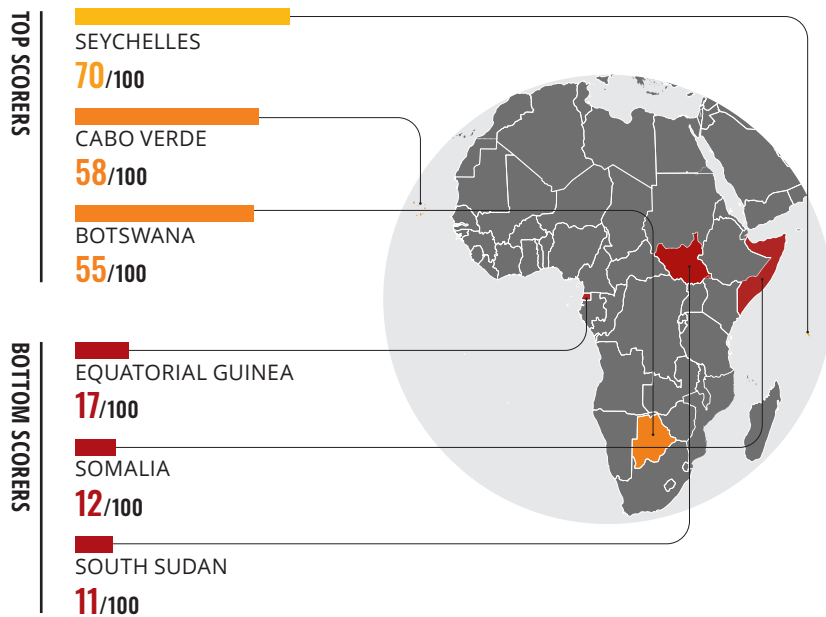 TOP SCORERS
SEYCHELLES
70/100
CABO VERDE
58/100
BOTSWANA
55/100
BOTTOM SCORERS
EQUATORIAL GUINEA
17/100
SOMALIA
12/100
SOUTH SUDAN
11/100